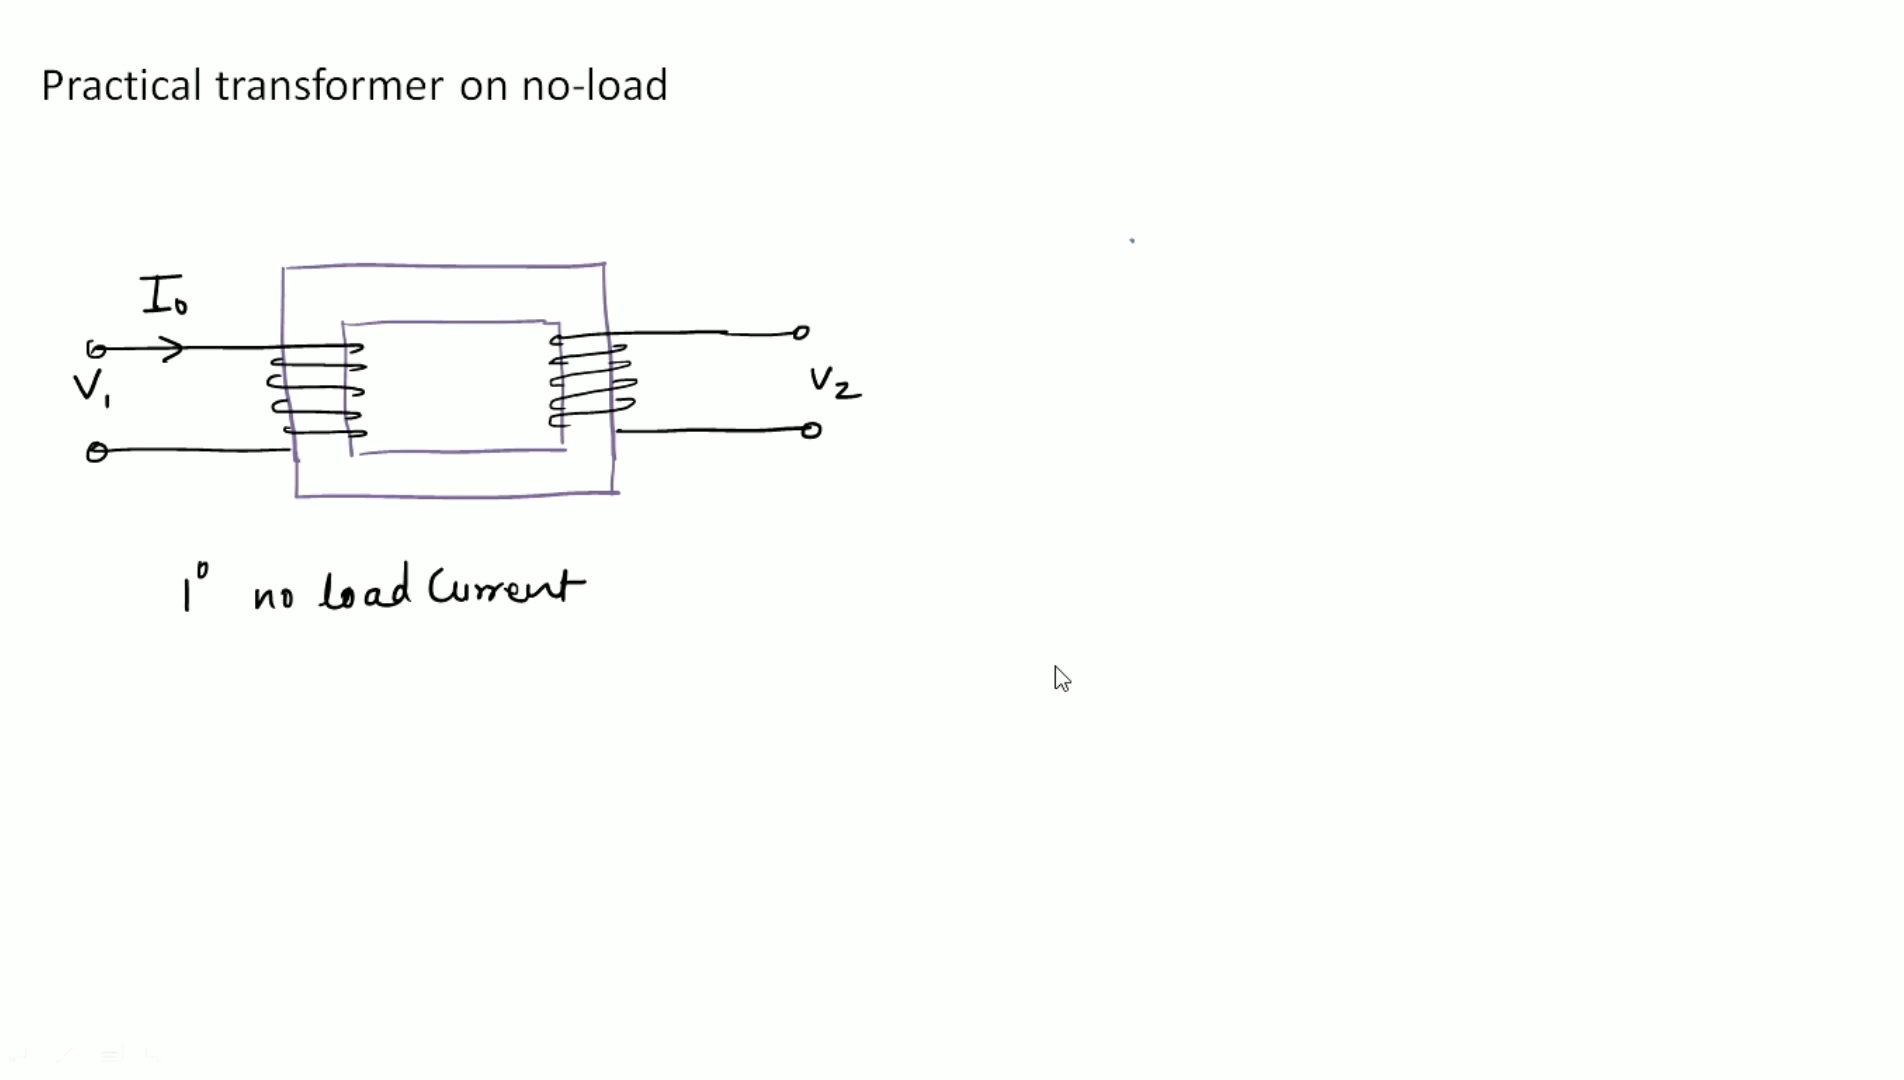 Practical transformer on no-load
I₀
V₁
V₂
1° no load Current